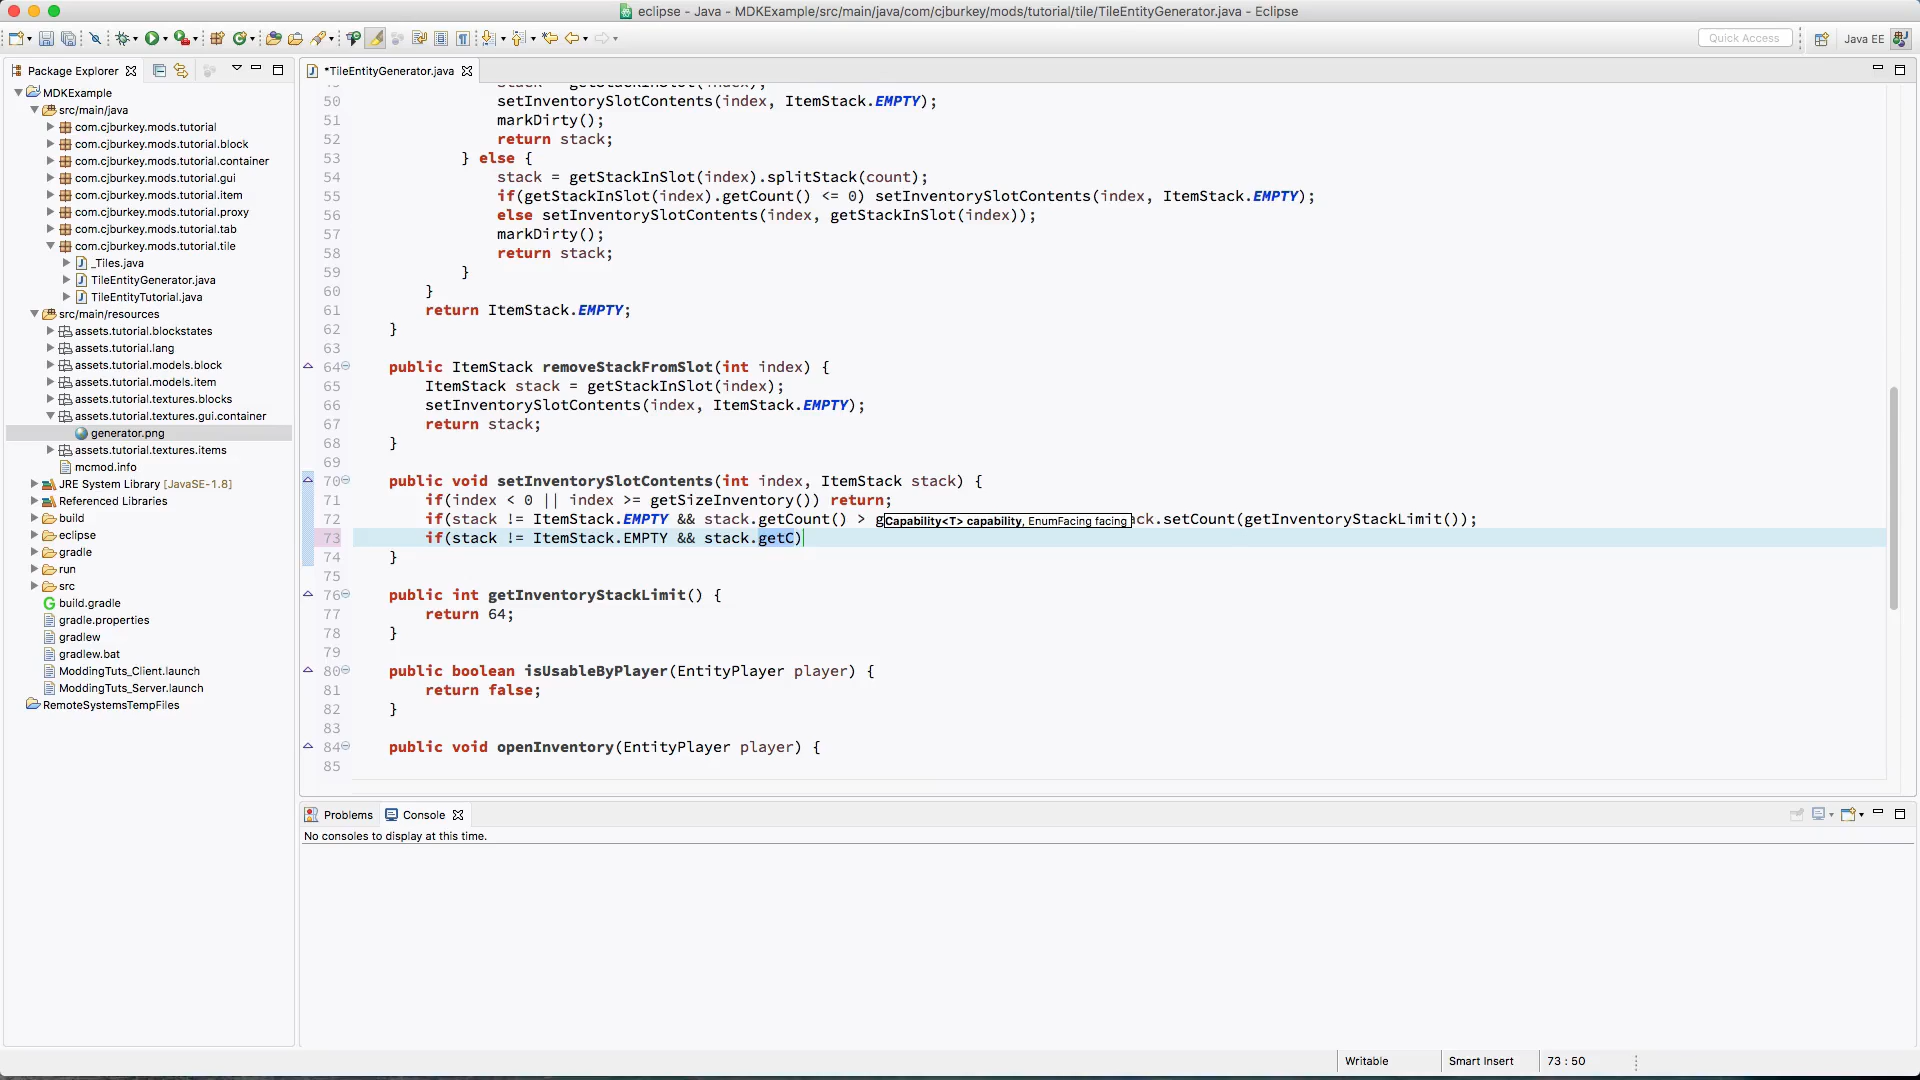 eclipse - Java - MDKExample/src/main/java/com/cjburkey/mods/tutorial/tile/TileEntityGenerator.java - Eclipse
Quick Access
Java EE
Package Explorer
MDKExample
src/main/java
com.cjburkey.mods.tutorial
com.cjburkey.mods.tutorial.block
com.cjburkey.mods.tutorial.container
com.cjburkey.mods.tutorial.gui
com.cjburkey.mods.tutorial.item
com.cjburkey.mods.tutorial.proxy
com.cjburkey.mods.tutorial.tab
com.cjburkey.mods.tutorial.tile
_Tiles.java
TileEntityGenerator.java
TileEntityTutorial.java
src/main/resources
assets.tutorial.blockstates
assets.tutorial.lang
assets.tutorial.models.block
assets.tutorial.models.item
assets.tutorial.textures.blocks
assets.tutorial.textures.gui.container
generator.png
assets.tutorial.textures.items
mcmod.info
JRE System Library [JavaSE-1.8]
Referenced Libraries
build
eclipse
gradle
run
src
build.gradle
gradle.properties
gradlew
gradlew.bat
ModdingTuts_Client.launch
ModdingTuts_Server.launch
RemoteSystemsTempFiles
*TileEntityGenerator.java
50 setInventorySlotContents(index, ItemStack.EMPTY);
51 markDirty();
52 return stack;
53 } else {
54 stack = getStackInSlot(index).splitStack(count);
55 if(getStackInSlot(index).getCount() <= 0) setInventorySlotContents(index, ItemStack.EMPTY);
56 else setInventorySlotContents(index, getStackInSlot(index));
57 markDirty();
58 return stack;
59 }
60 }
61 return ItemStack.EMPTY;
62 }
63
64 public ItemStack removeStackFromSlot(int index) {
65 ItemStack stack = getStackInSlot(index);
66 setInventorySlotContents(index, ItemStack.EMPTY);
67 return stack;
68 }
69
70 public void setInventorySlotContents(int index, ItemStack stack) {
71 if(index < 0 || index >= getSizeInventory()) return;
72 if(stack != ItemStack.EMPTY && stack.getCount() > g Capability<T> capability, EnumFacing facing ck.setCount(getInventoryStackLimit());
73 if(stack != ItemStack.EMPTY && stack.getC)
74 }
75
76 public int getInventoryStackLimit() {
77 return 64;
78 }
79
80 public boolean isUsableByPlayer(EntityPlayer player) {
81 return false;
82 }
83
84 public void openInventory(EntityPlayer player) {
85
Problems
Console
No consoles to display at this time.
Writable
Smart Insert
73 : 50